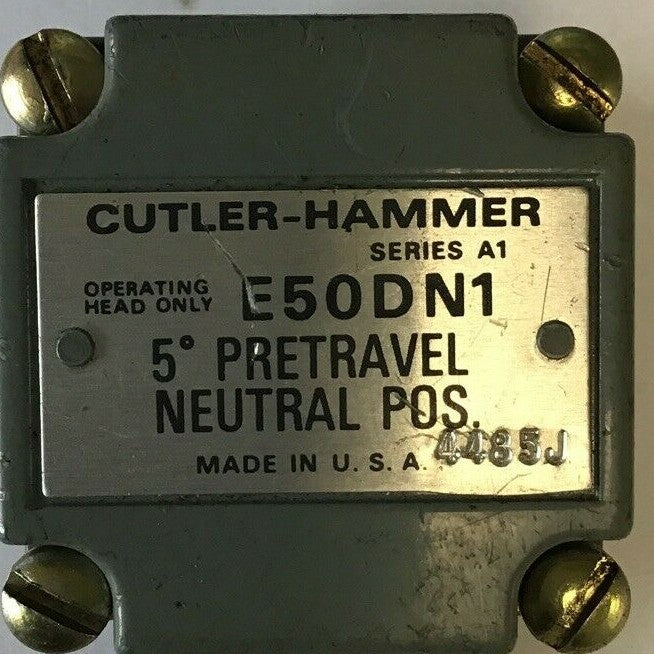 CUTLER-HAMMER
SERIES A1
OPERATING
HEAD ONLY E50DN1
5° PRETRAVEL
NEUTRAL POS.
MADE IN U. S. A. 4485J